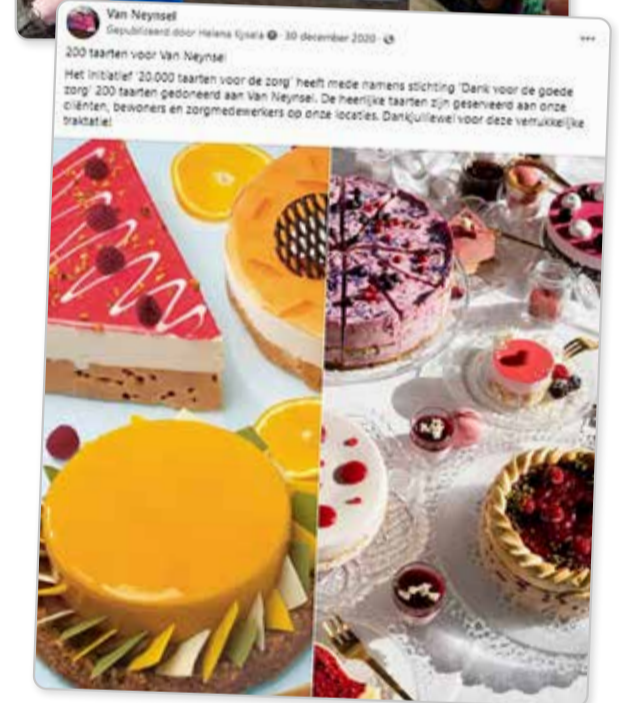 Van Neynsel
Gepubliceerd door Helena Eysela · 30 december 2020 ·
200 taarten voor Van Neynsel
Het initiatief '20.000 taarten voor de zorg' heeft mede namens stichting 'Dank voor de goede
zorg' 200 taarten gedoneerd aan Van Neynsel. De heerlijke taarten zijn geserveerd aan onze
cliënten, bewoners en zorgmedewerkers op onze locaties. Dankjulliewel voor deze verrukkelijke
traktatie!